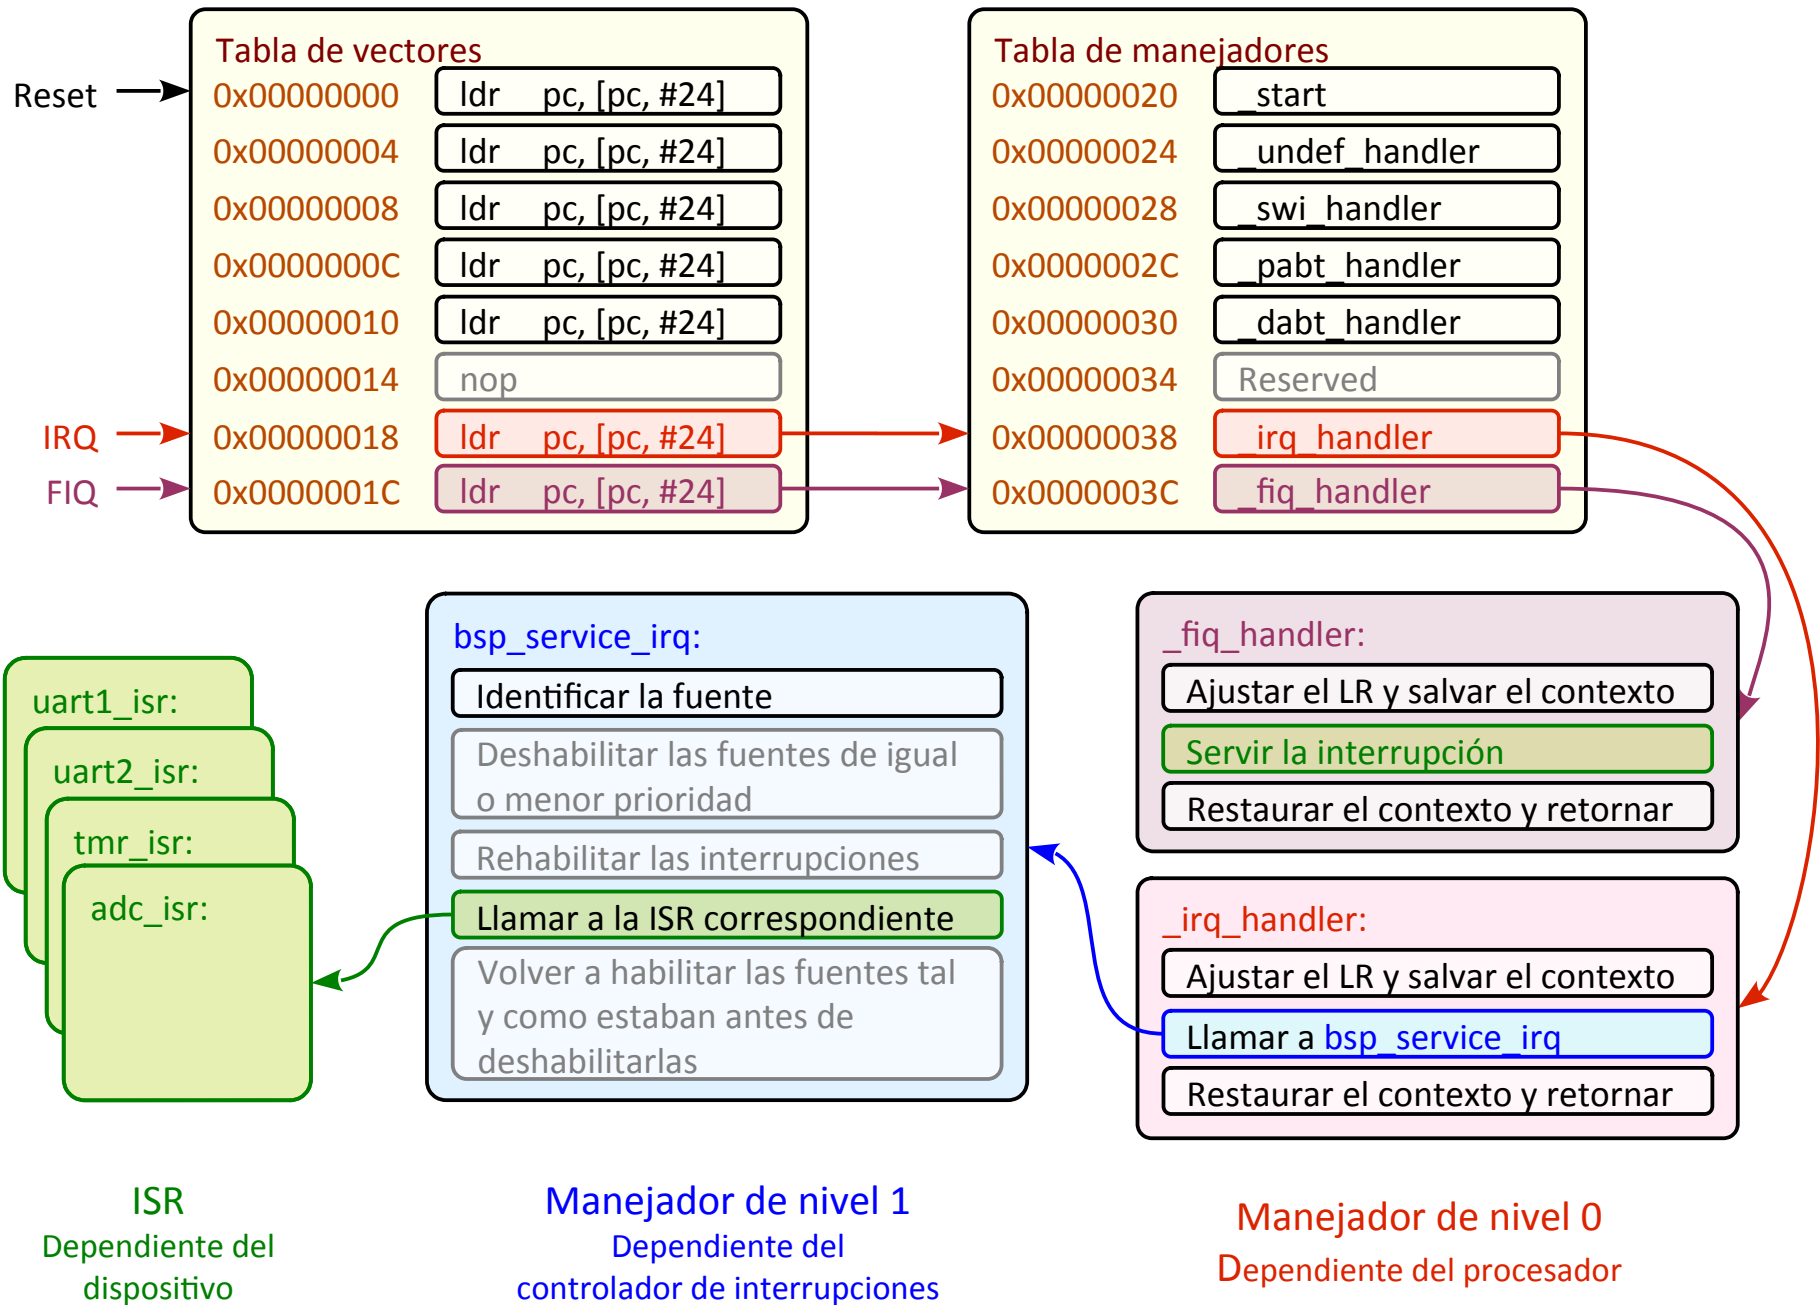 Tabla de vectores
Reset
0x00000000 ldr pc, [pc, #24]
0x00000004 ldr pc, [pc, #24]
0x00000008 ldr pc, [pc, #24]
0x0000000C ldr pc, [pc, #24]
0x00000010 ldr pc, [pc, #24]
0x00000014 nop
IRQ 0x00000018 ldr pc, [pc, #24]
FIQ 0x0000001C ldr pc, [pc, #24]
Tabla de manejadores
0x00000020 _start
0x00000024 _undef_handler
0x00000028 _swi_handler
0x0000002C _pabt_handler
0x00000030 _dabt_handler
0x00000034 Reserved
0x00000038 _irq_handler
0x0000003C _fiq_handler
_fiq_handler:
Ajustar el LR y salvar el contexto
Servir la interrupción
Restaurar el contexto y retornar
_irq_handler:
Ajustar el LR y salvar el contexto
Llamar a bsp_service_irq
Restaurar el contexto y retornar
bsp_service_irq:
Identificar la fuente
Deshabilitar las fuentes de igual
o menor prioridad
Rehabilitar las interrupciones
Llamar a la ISR correspondiente
Volver a habilitar las fuentes tal
y como estaban antes de
deshabilitarlas
uart1_isr:
uart2_isr:
tmr_isr:
adc_isr:
ISR
Dependiente del
dispositivo
Manejador de nivel 1
Dependiente del
controlador de interrupciones
Manejador de nivel 0
Dependiente del procesador